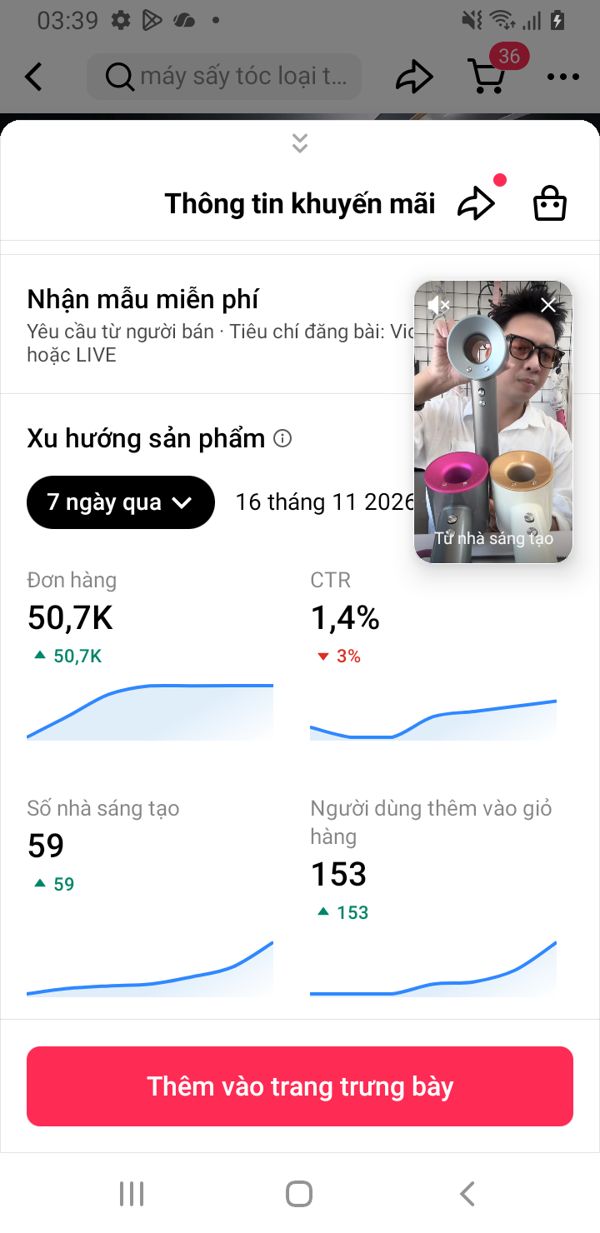 03:39
máy sấy tóc loại t...
36
Thông tin khuyến mãi
Nhận mẫu miễn phí
Yêu cầu từ người bán · Tiêu chí đăng bài: Vid
hoặc LIVE
Xu hướng sản phẩm
7 ngày qua
16 tháng 11 2026
Từ nhà sáng tạo
Đơn hàng
50,7K
50,7K
CTR
1,4%
3%
Số nhà sáng tạo
59
59
Người dùng thêm vào giỏ
hàng
153
153
Thêm vào trang trưng bày